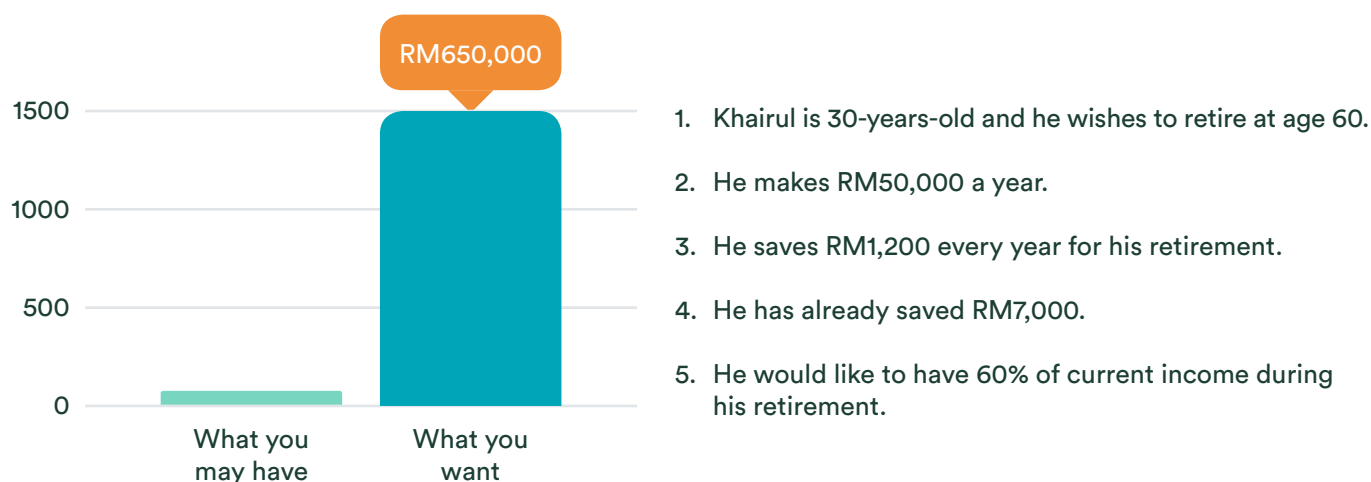 RM650,000
1500
1000
500
0
What you
may have
What you
want
1. Khairul is 30-years-old and he wishes to retire at age 60.
2. He makes RM50,000 a year.
3. He saves RM1,200 every year for his retirement.
4. He has already saved RM7,000.
5. He would like to have 60% of current income during
his retirement.